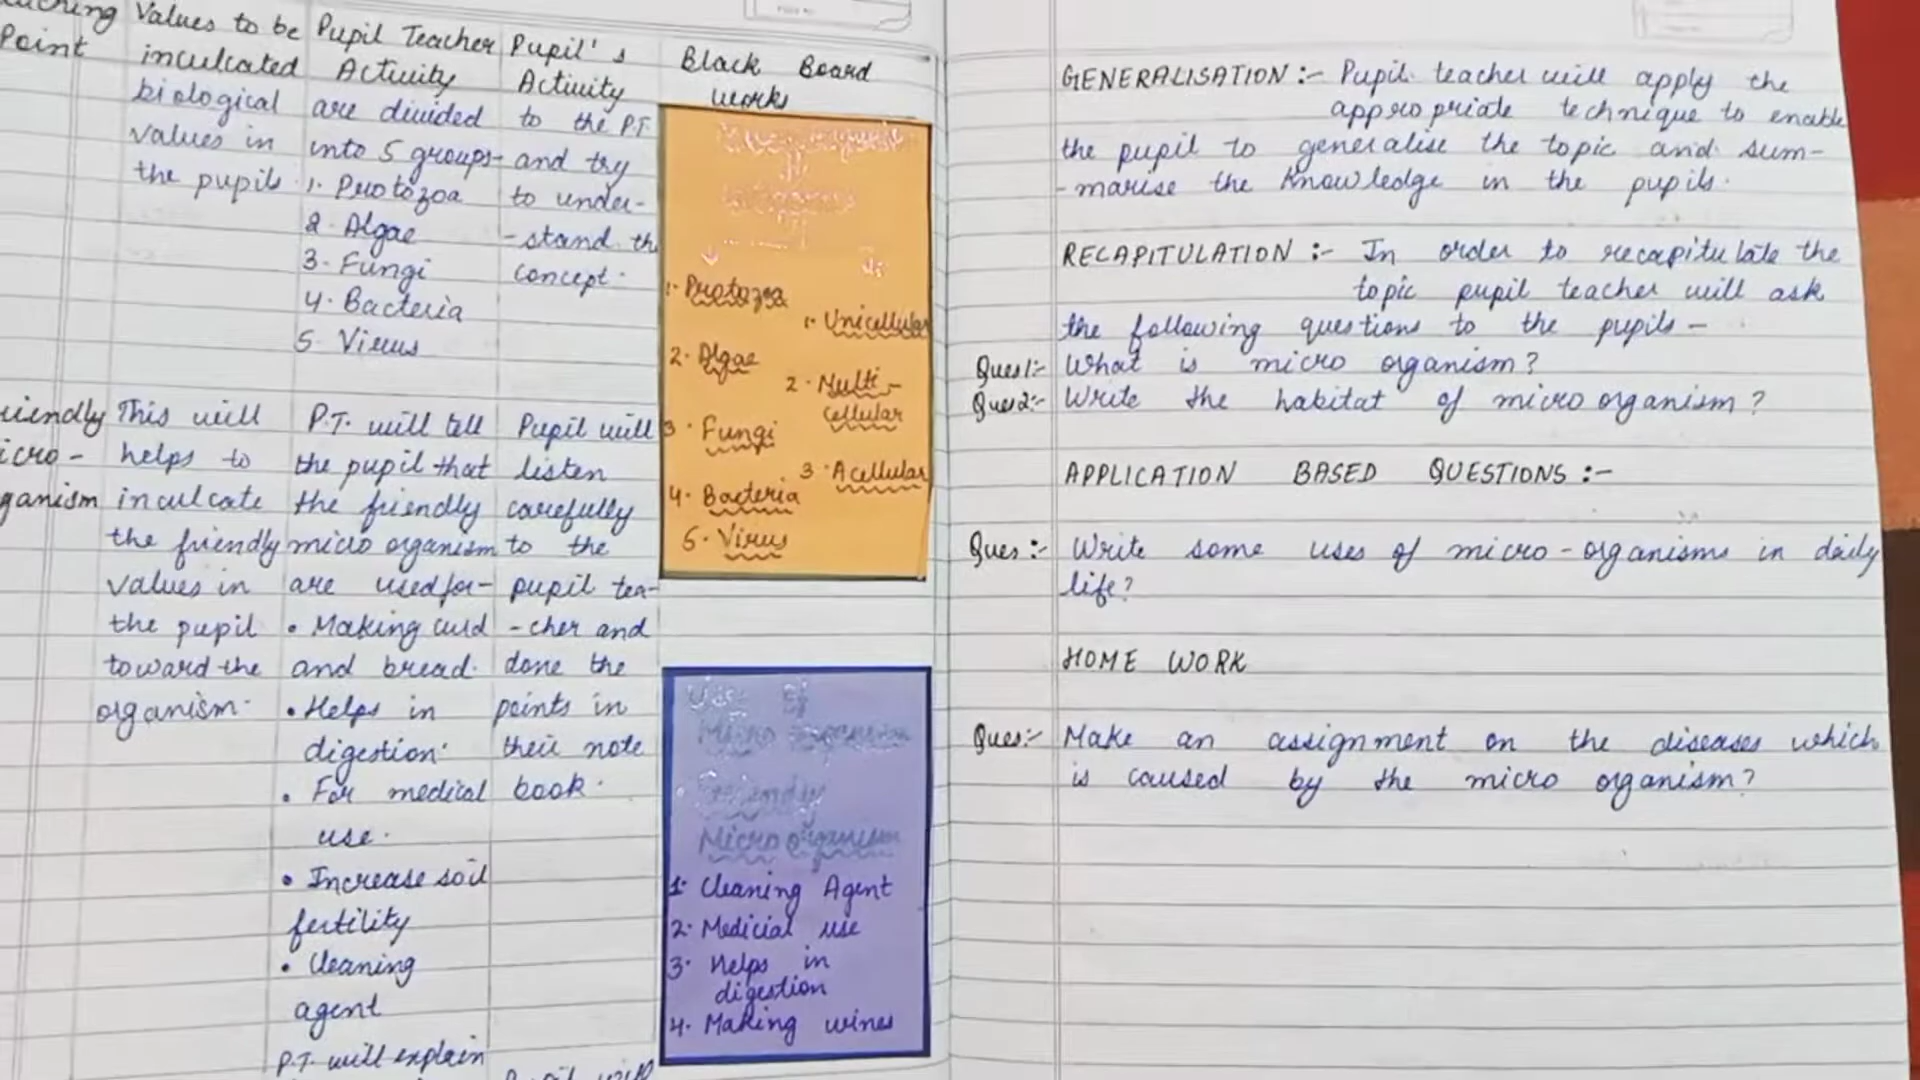 Point
Values to be
inculcated
biological
values in
the pupils.
Pupil Teacher
Activity
are divided
into 5 groups-
1. Protozoa
2. Algae
3. Fungi
4. Bacteria
5. Virus
Pupil's
Activity
to the P.T.
and try
to under-
-stand the
concept.
Black Board
works
1. Protozoa
2. Algae
3. Fungi
4. Bacteria
5. Virus
1. Unicellular
2. Multi-
cellular
3. Acellular
This will
helps to
inculcate
the friendly
values in
the pupil
toward the
organism.
P.T. will tell
the pupil that
the friendly
micro organism
are used for-
• Making curd
and bread.
• Helps in
digestion.
• For medical
use.
• Increase soil
fertility
• Cleaning
agent
P.T. will explain
Pupil will
listen
carefully
to the
pupil tea-
-cher and
done the
points in
their note
book.
Micro organism
Friendly
Micro organism
1. Cleaning Agent
2. Medicial use
3. Helps in
digestion
4. Making wines
GENERALISATION :- Pupil teacher will apply the
appropriate technique to enable
the pupil to generalise the topic and sum-
-marise the knowledge in the pupils.
RECAPITULATION :- In order to recapitulate the
topic pupil teacher will ask
the following questions to the pupils -
Ques1:- What is micro organism?
Ques2:- Write the habitat of micro organism?
APPLICATION BASED QUESTIONS :-
Ques:- Write some uses of micro-organisms in daily
life?
HOME WORK
Ques:- Make an assignment on the diseases which
is caused by the micro organism?